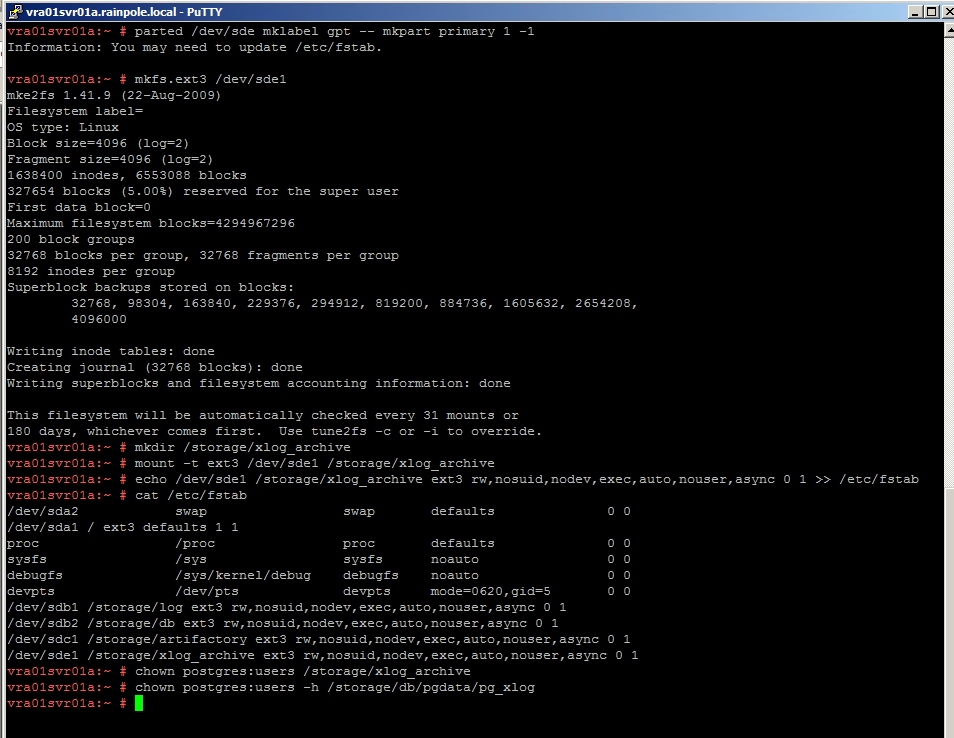 vra01svr01a.rainpole.local - PuTTY
vra01svr01a:~ # parted /dev/sde mklabel gpt -- mkpart primary 1 -1
Information: You may need to update /etc/fstab.
vra01svr01a:~ # mkfs.ext3 /dev/sde1
mke2fs 1.41.9 (22-Aug-2009)
Filesystem label=
OS type: Linux
Block size=4096 (log=2)
Fragment size=4096 (log=2)
1638400 inodes, 6553088 blocks
327654 blocks (5.00%) reserved for the super user
First data block=0
Maximum filesystem blocks=4294967296
200 block groups
32768 blocks per group, 32768 fragments per group
8192 inodes per group
Superblock backups stored on blocks:
        32768, 98304, 163840, 229376, 294912, 819200, 884736, 1605632, 2654208,
        4096000
Writing inode tables: done
Creating journal (32768 blocks): done
Writing superblocks and filesystem accounting information: done
This filesystem will be automatically checked every 31 mounts or
180 days, whichever comes first.  Use tune2fs -c or -i to override.
vra01svr01a:~ # mkdir /storage/xlog_archive
vra01svr01a:~ # mount -t ext3 /dev/sde1 /storage/xlog_archive
vra01svr01a:~ # echo /dev/sde1 /storage/xlog_archive ext3 rw,nosuid,nodev,exec,auto,nouser,async 0 1 >> /etc/fstab
vra01svr01a:~ # cat /etc/fstab
/dev/sda2            swap                 swap       defaults              0 0
/dev/sda1 / ext3 defaults 1 1
proc                 /proc                proc       defaults              0 0
sysfs                /sys                 sysfs      noauto                0 0
debugfs              /sys/kernel/debug    debugfs    noauto                0 0
devpts               /dev/pts             devpts     mode=0620,gid=5       0 0
/dev/sdb1 /storage/log ext3 rw,nosuid,nodev,exec,auto,nouser,async 0 1
/dev/sdb2 /storage/db ext3 rw,nosuid,nodev,exec,auto,nouser,async 0 1
/dev/sdc1 /storage/artifactory ext3 rw,nosuid,nodev,exec,auto,nouser,async 0 1
/dev/sde1 /storage/xlog_archive ext3 rw,nosuid,nodev,exec,auto,nouser,async 0 1
vra01svr01a:~ # chown postgres:users /storage/xlog_archive
vra01svr01a:~ # chown postgres:users -h /storage/db/pgdata/pg_xlog
vra01svr01a:~ #